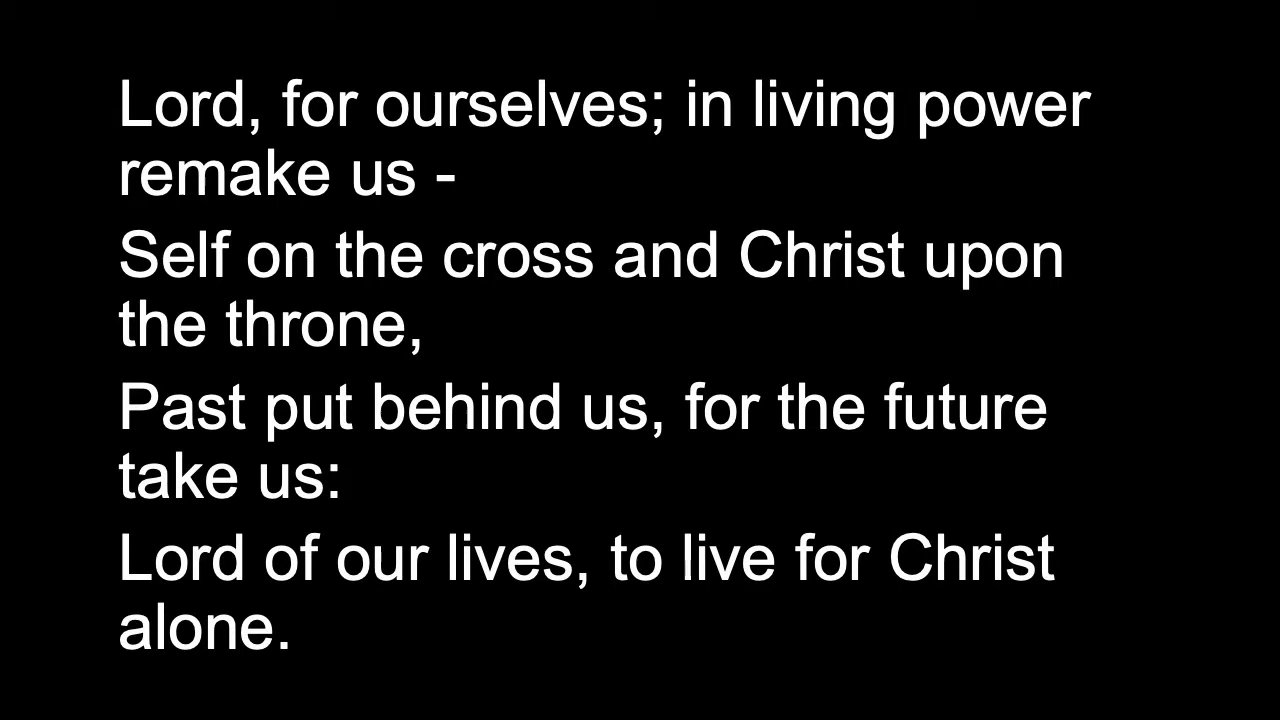 Lord, for ourselves; in living power
remake us -
Self on the cross and Christ upon
the throne,
Past put behind us, for the future
take us:
Lord of our lives, to live for Christ
alone.